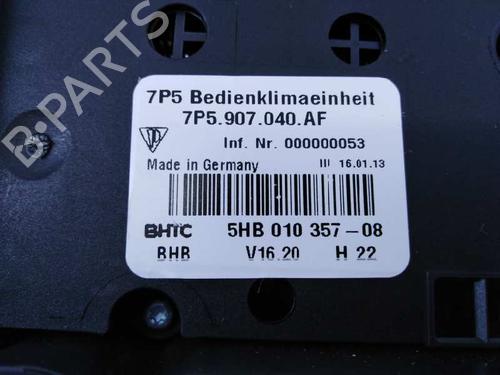 B-PARTS
7P5 Bedienklimaeinheit
7P5.907.040.AF
Inf. Nr. 000000053
Made in Germany III 16.01.13
BHTC 5HB 010 357-08
BHB V16.20 H 22